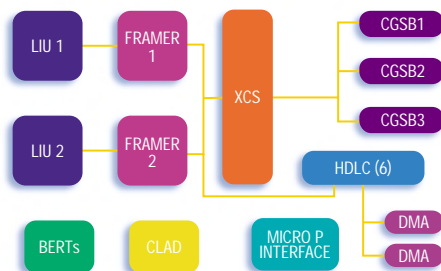 LIU 1
FRAMER
1
XCS
CGSB1
CGSB2
CGSB3
LIU 2
FRAMER
2
HDLC (6)
DMA
DMA
BERTs
CLAD
MICRO P
INTERFACE